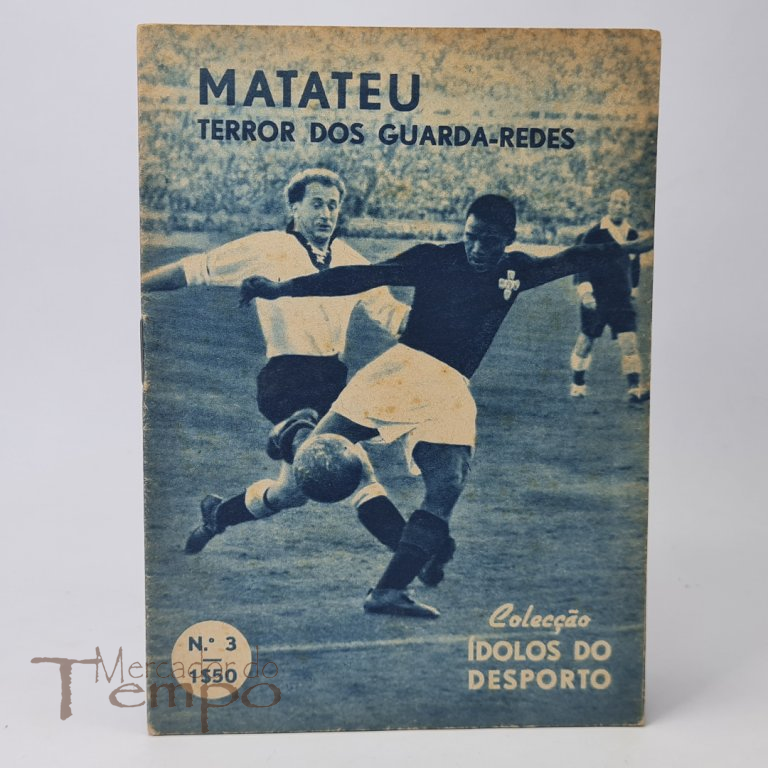 MATATEU
TERROR DOS GUARDA-REDES
Colecção
ÍDOLOS DO
DESPORTO
N.º 3
1$50
Mercador do
Tempo